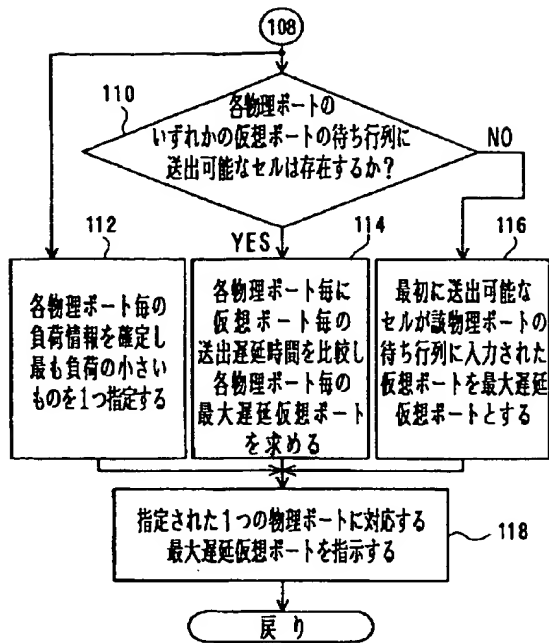 108
110
各物理ポートの
いずれかの仮想ポートの待ち行列に
送出可能なセルは存在するか?
NO
YES
112
各物理ポート毎の
負荷情報を確定し
最も負荷の小さい
ものを1つ指定する
114
各物理ポート毎に
仮想ポート毎の
送出遅延時間を比較し
各物理ポート毎の
最大遅延仮想ポート
を求める
116
最初に送出可能な
セルが該物理ポートの
待ち行列に入力された
仮想ポートを最大遅延
仮想ポートとする
指定された1つの物理ポートに対応する
最大遅延仮想ポートを指示する
118
戻り